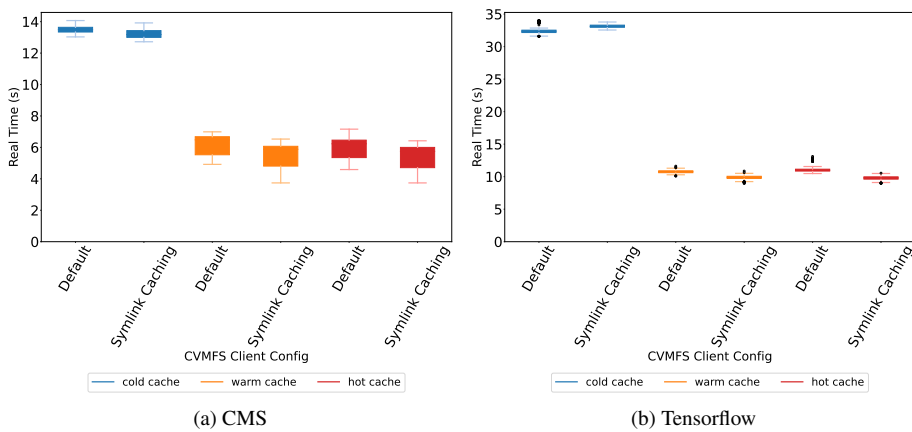 14
12
10
8
6
4
2
0
Real Time (s)
Default
Symlink Caching
Default
Symlink Caching
Default
Symlink Caching
CVMFS Client Config
cold cache warm cache hot cache
(a) CMS
35
30
25
20
15
10
5
0
Real Time (s)
Default
Symlink Caching
Default
Symlink Caching
Default
Symlink Caching
CVMFS Client Config
cold cache warm cache hot cache
(b) Tensorflow